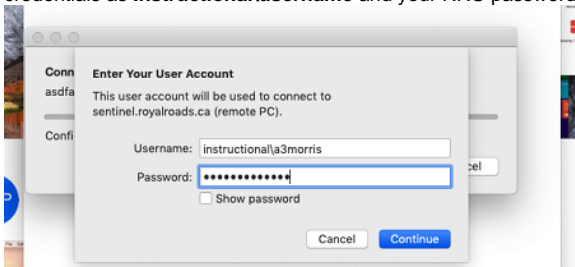 credentials as instructional\username and your RRU password
Conn
Enter Your User Account
asdfa
This user account will be used to connect to
sentinel.royalroads.ca (remote PC).
Confi
Username: instructional\a3morris
Password: •••••••••••••
cel
Show password
Cancel Continue